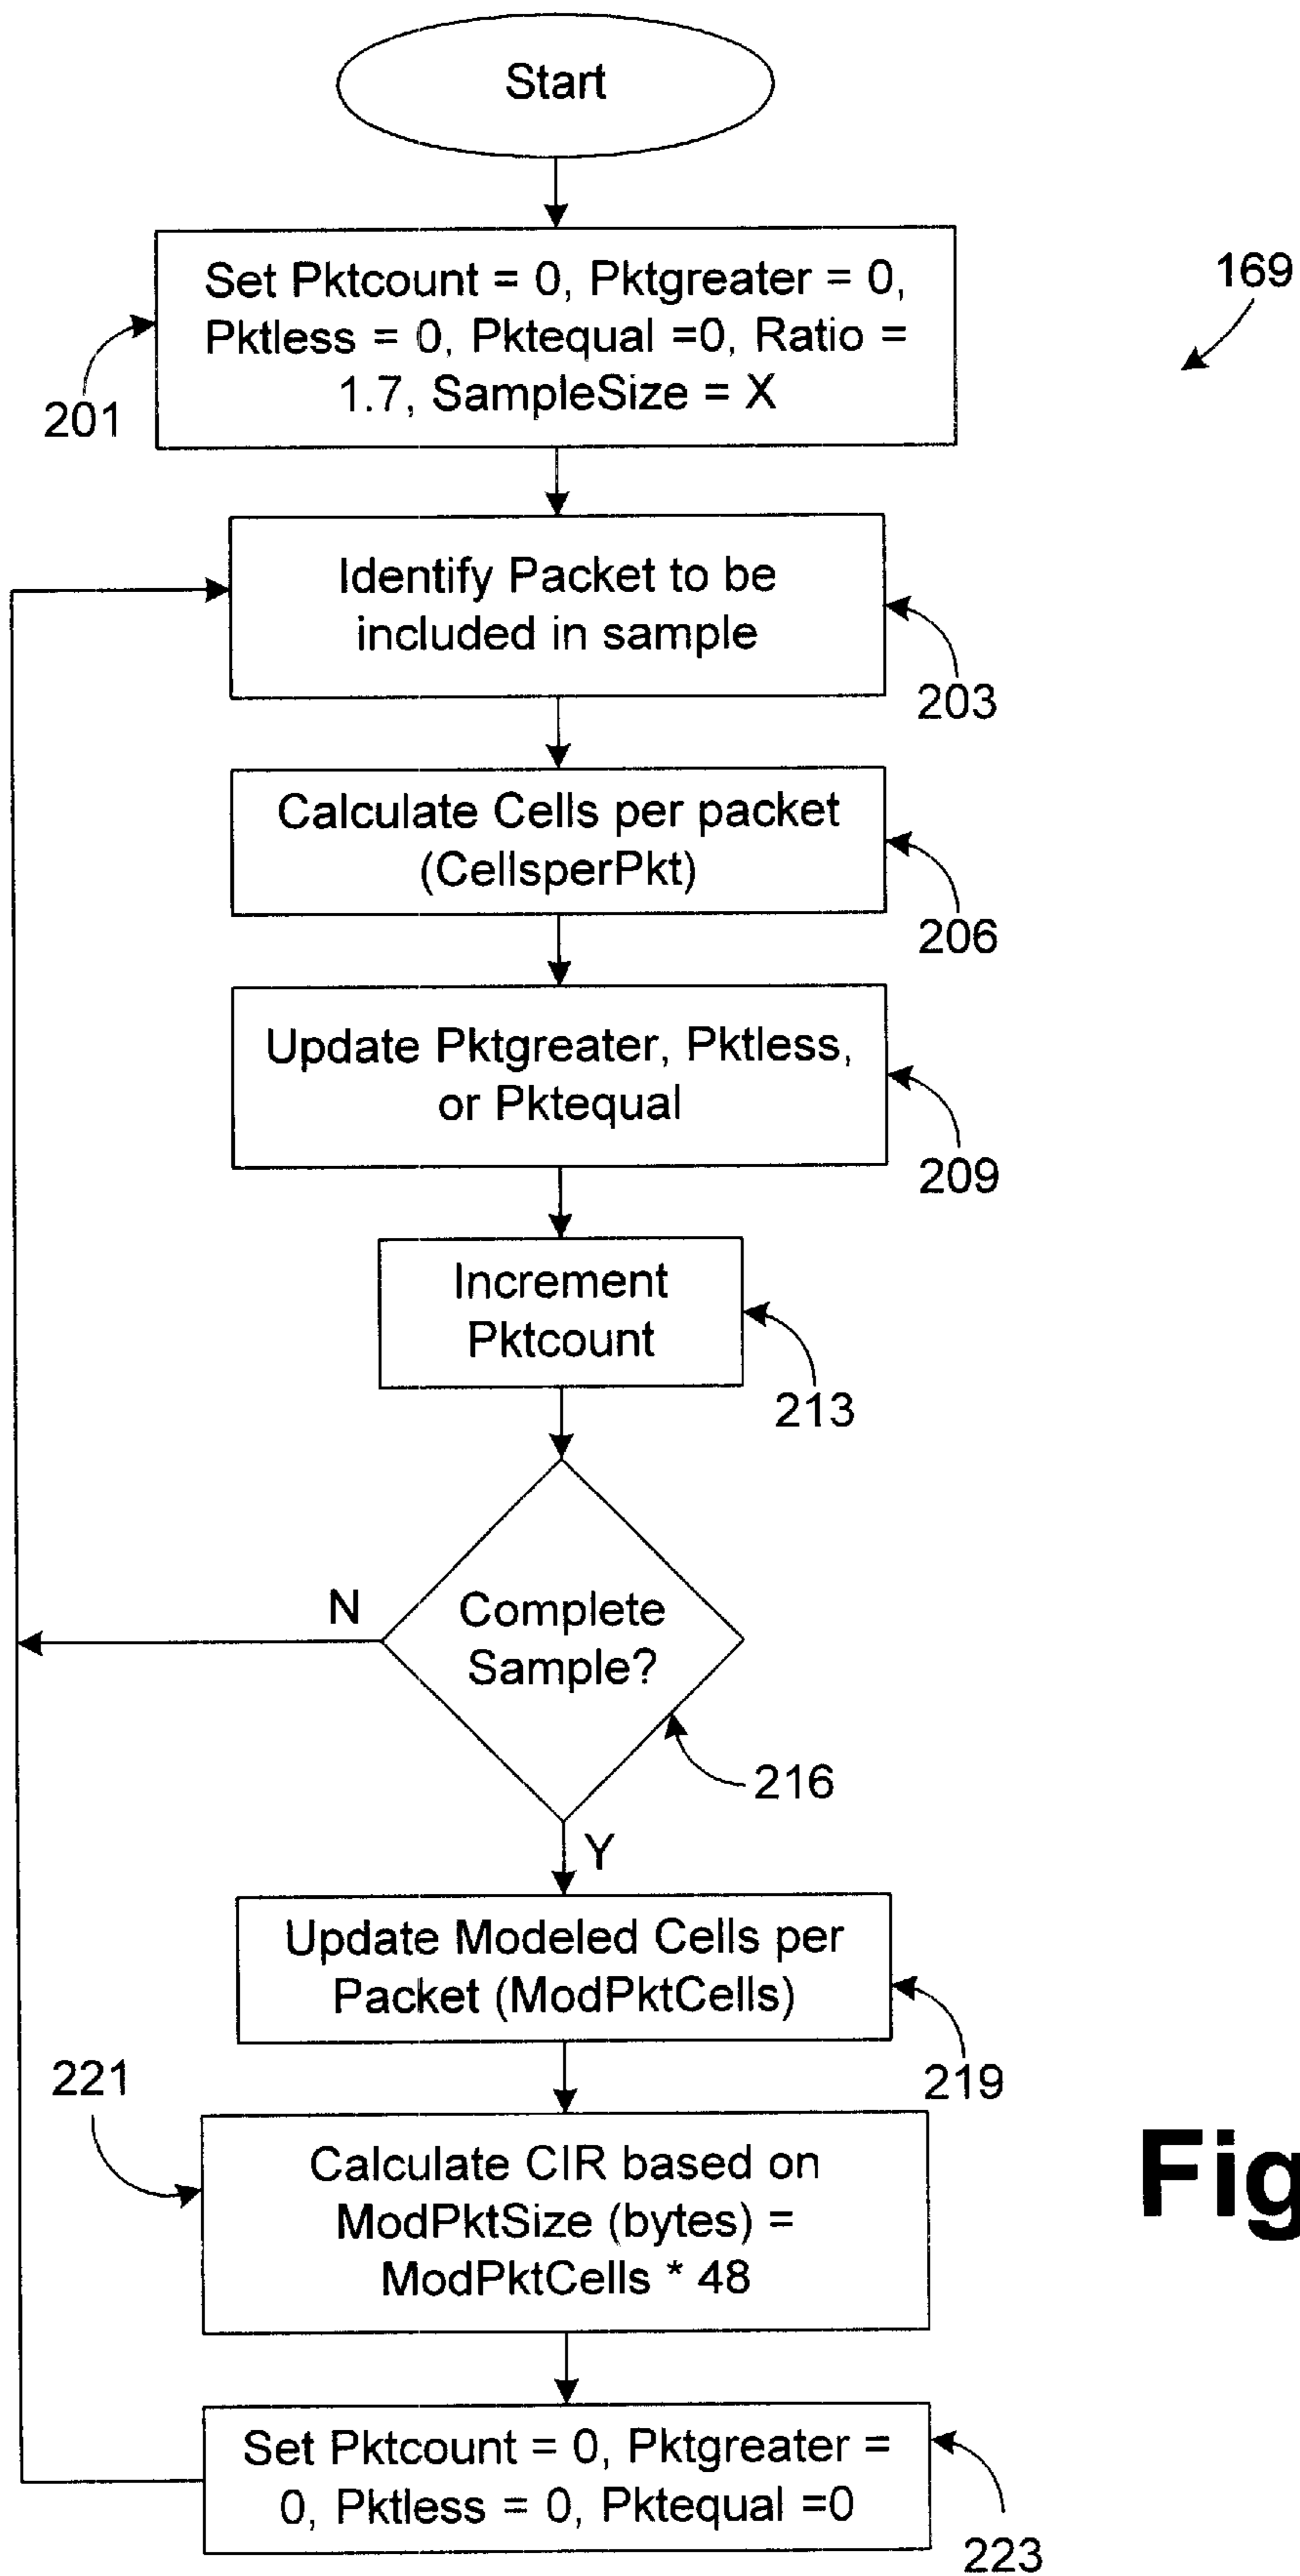 Start
169
Set Pktcount = 0, Pktgreater = 0,
Pktless = 0, Pktequal =0, Ratio =
1.7, SampleSize = X
201
Identify Packet to be
included in sample
203
Calculate Cells per packet
(CellsperPkt)
206
Update Pktgreater, Pktless,
or Pktequal
209
Increment
Pktcount
213
N
Complete
Sample?
216
Y
Update Modeled Cells per
Packet (ModPktCells)
219
221
Calculate CIR based on
ModPktSize (bytes) =
ModPktCells * 48
Fig
Set Pktcount = 0, Pktgreater =
0, Pktless = 0, Pktequal =0
223